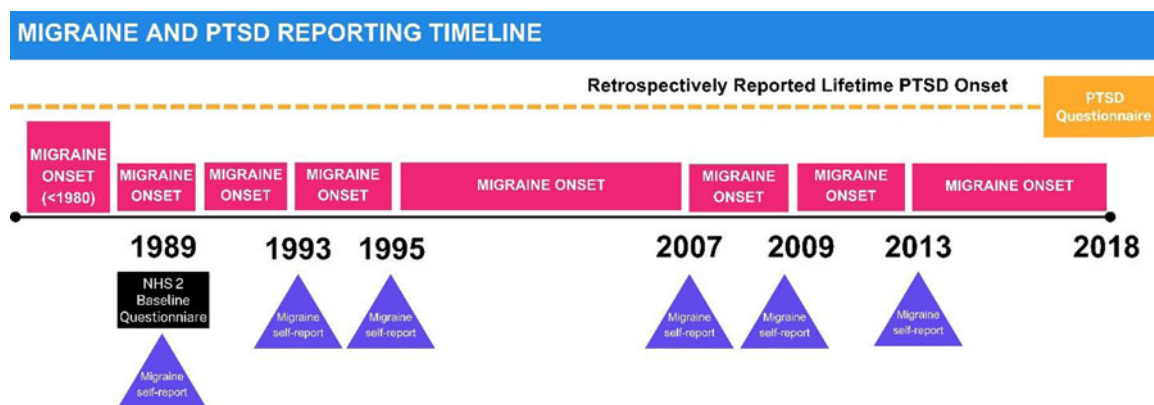 MIGRAINE AND PTSD REPORTING TIMELINE
Retrospectively Reported Lifetime PTSD Onset
PTSD
Questionnaire
MIGRAINE
ONSET
(<1980)
MIGRAINE
ONSET
MIGRAINE
ONSET
MIGRAINE
ONSET
MIGRAINE ONSET
MIGRAINE
ONSET
MIGRAINE
ONSET
MIGRAINE ONSET
1989
1993
1995
2007
2009
2013
2018
NHS 2
Baseline
Questionniare
Migraine
self-report
Migraine
self-report
Migraine
self-report
Migraine
self-report
Migraine
self-report
Migraine
self-report